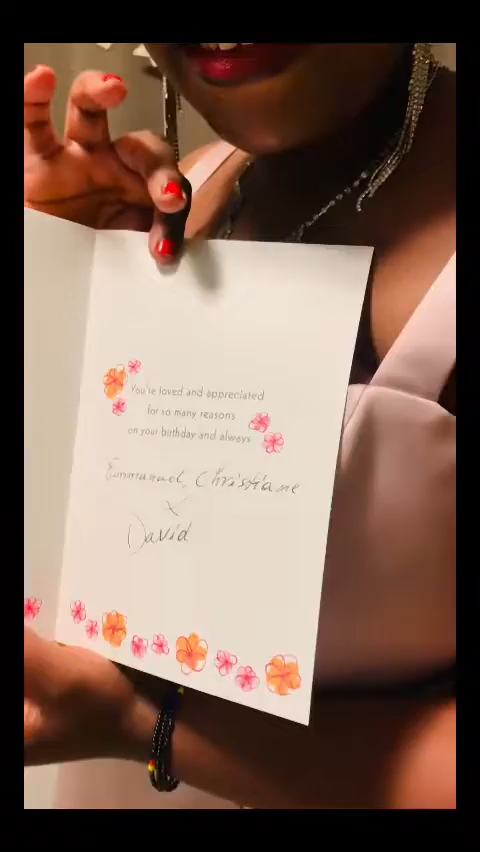 You're loved and appreciated
for so many reasons
on your birthday and always
Emmanuel, Christiane
&
David